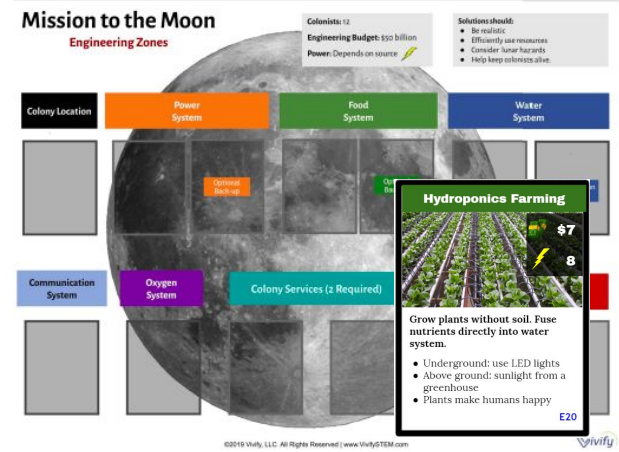 Mission to the Moon
Engineering Zones
Colonists: 12
Engineering Budget: $50 billion
Power: Depends on source
Solutions should:
● Be realistic
● Efficiently use resources
● Consider lunar hazards
● Help keep colonists alive.
Colony Location
Power
System
Food
System
Water
System
Optional
Back-up
Communication
System
Oxygen
System
Colony Services (2 Required)
Hydroponics Farming
$7
8
Grow plants without soil. Fuse
nutrients directly into water
system.
● Underground: use LED lights
● Above ground: sunlight from a
greenhouse
● Plants make humans happy
E20
©2019 Vivify, LLC All Rights Reserved | www.VivifySTEM.com
Vivify